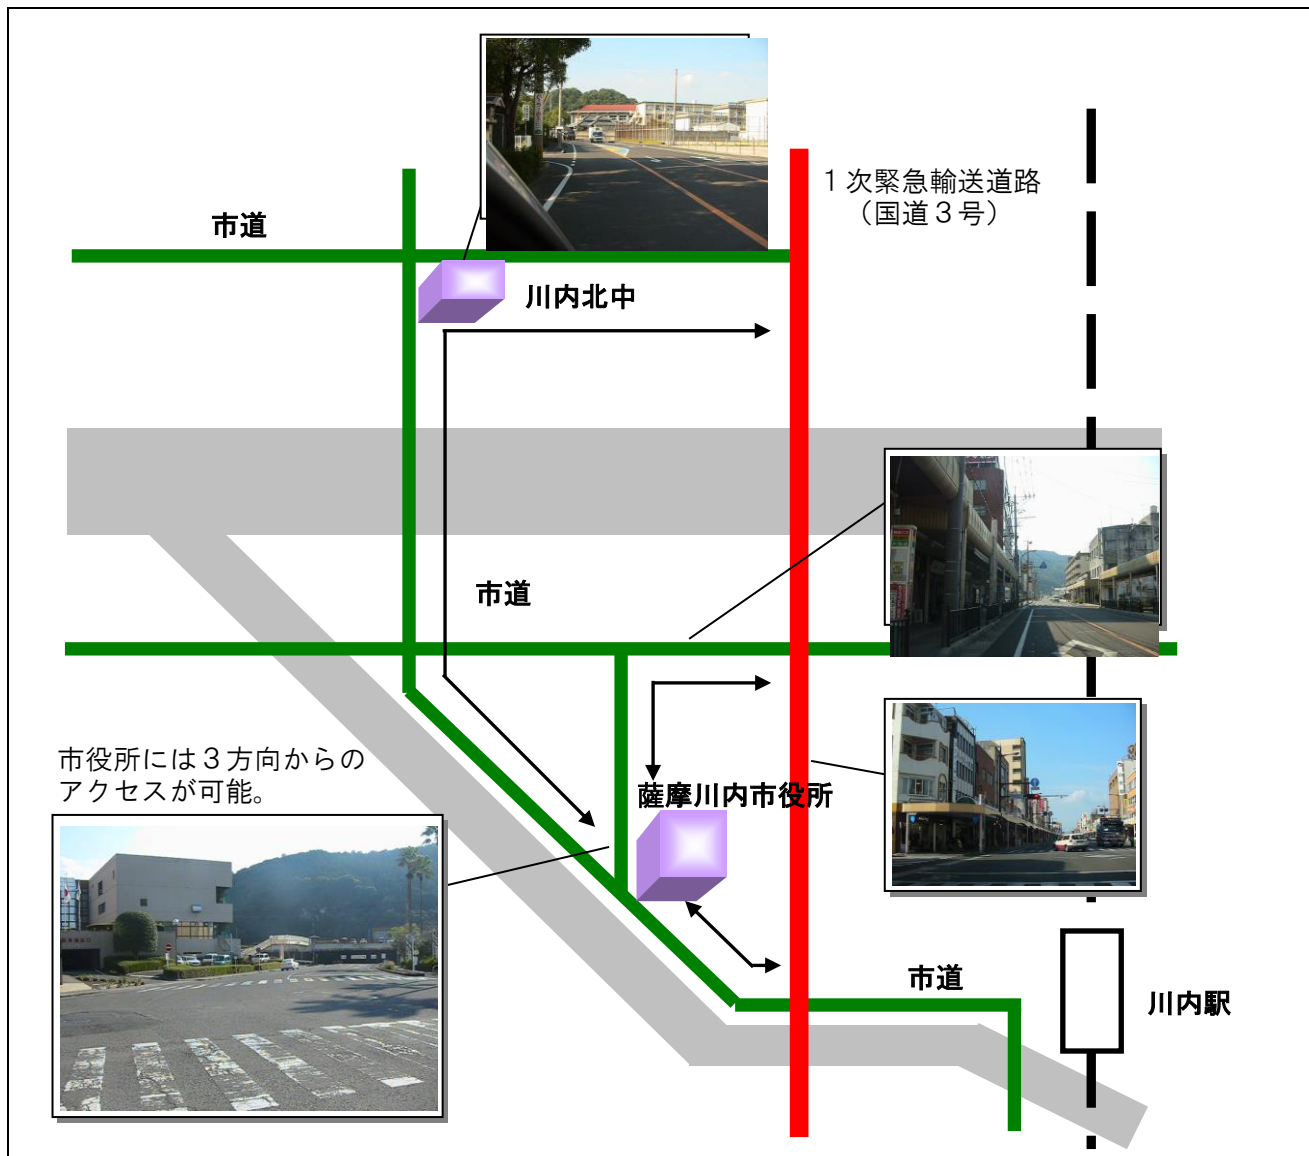 １次緊急輸送道路
（国道３号）
市道
川内北中
市道
市役所には３方向からの
アクセスが可能。
薩摩川内市役所
市道
川内駅